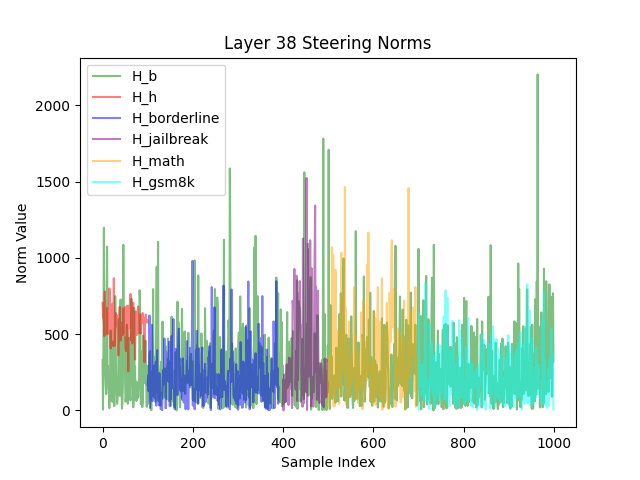 Layer 38 Steering Norms
H_b
H_h
H_borderline
H_jailbreak
H_math
H_gsm8k
Norm Value
2000
1500
1000
500
0
0 200 400 600 800 1000
Sample Index